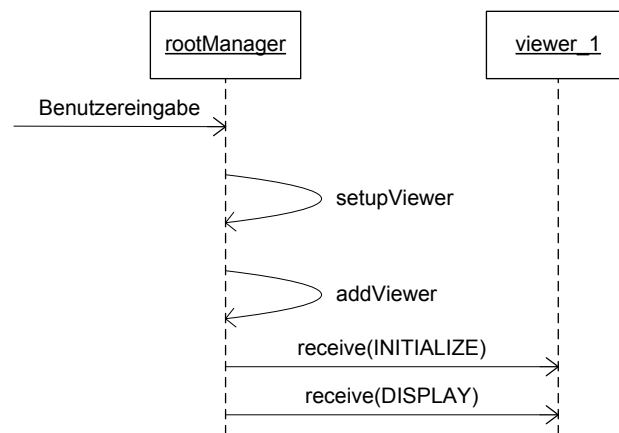 rootManager
viewer_1
Benutzereingabe
setupViewer
addViewer
receive(INITIALIZE)
receive(DISPLAY)